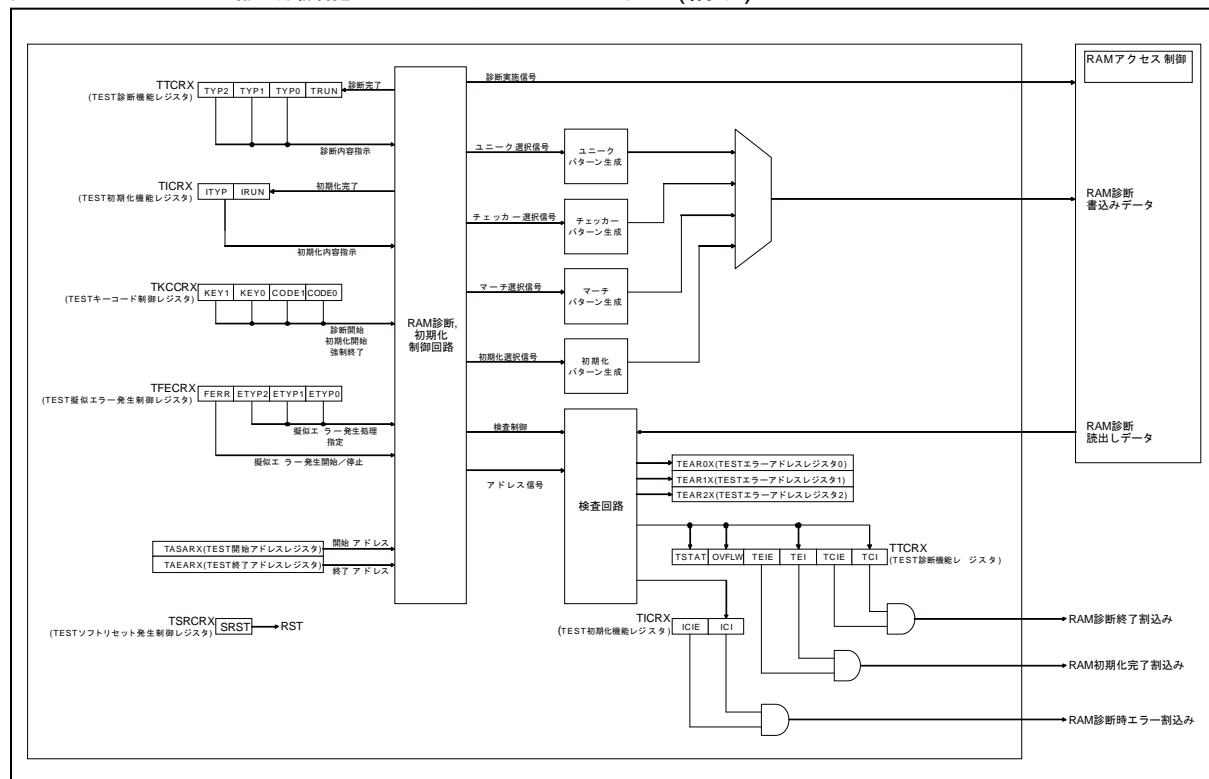 RAMアクセス制御
TTCRX
(TEST診断機能レジスタ)
TYP2 TYP1 TYP0 TRUN
診断完了
診断実施信号
診断内容指示
ユニーク選択信号
ユニーク
パターン生成
TICRX
(TEST初期化機能レジスタ)
ITYP IRUN
初期化完了
RAM診断
書込みデータ
チェッカー選択信号
チェッカー
パターン生成
初期化内容指示
TKCCRX
(TESTキーコード制御レジスタ)
KEY1 KEY0 CODE1 CODE0
マーチ選択信号
マーチ
パターン生成
RAM診断,
初期化
制御回路
診断開始
初期化開始
強制終了
初期化選択信号
初期化
パターン生成
TFECRX
(TEST擬似エラー発生制御レジスタ)
FERR ETYP2 ETYP1 ETYP0
擬似エラー発生処理
指定
検査制御
RAM診断
読出しデータ
擬似エラー発生開始/停止
アドレス信号
検査回路
TEAR0X(TESTエラーアドレスレジスタ0)
TEAR1X(TESTエラーアドレスレジスタ1)
TEAR2X(TESTエラーアドレスレジスタ2)
TASARX(TEST開始アドレスレジスタ)
開始アドレス
TAEARX(TEST終了アドレスレジスタ)
終了アドレス
TSTAT OVFLW TEIE TEI TCIE TCI
TTCRX
(TEST診断機能レジスタ)
TSRCRX
(TESTソフトリセット発生制御レジスタ)
SRST
RST
TICRX
(TEST初期化機能レジスタ)
ICIE ICI
RAM診断終了割込み
RAM初期化完了割込み
RAM診断時エラー割込み